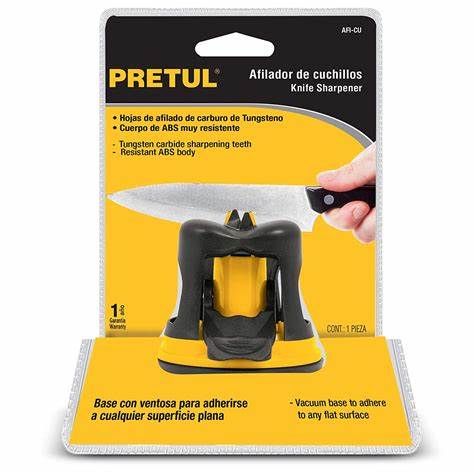 AFI-CU
PRETUL®
Afilador de cuchillos
Knife Sharpener
• Hojas de afilado de carburo de Tungsteno
• Cuerpo de ABS muy resistente
- Tungsten carbide sharpening teeth
- Resistant ABS body
1 año
Garantía
Warranty
CONT.: 1 PIEZA
Base con ventosa para adherirse
a cualquier superficie plana
- Vacuum base to adhere
to any flat surface